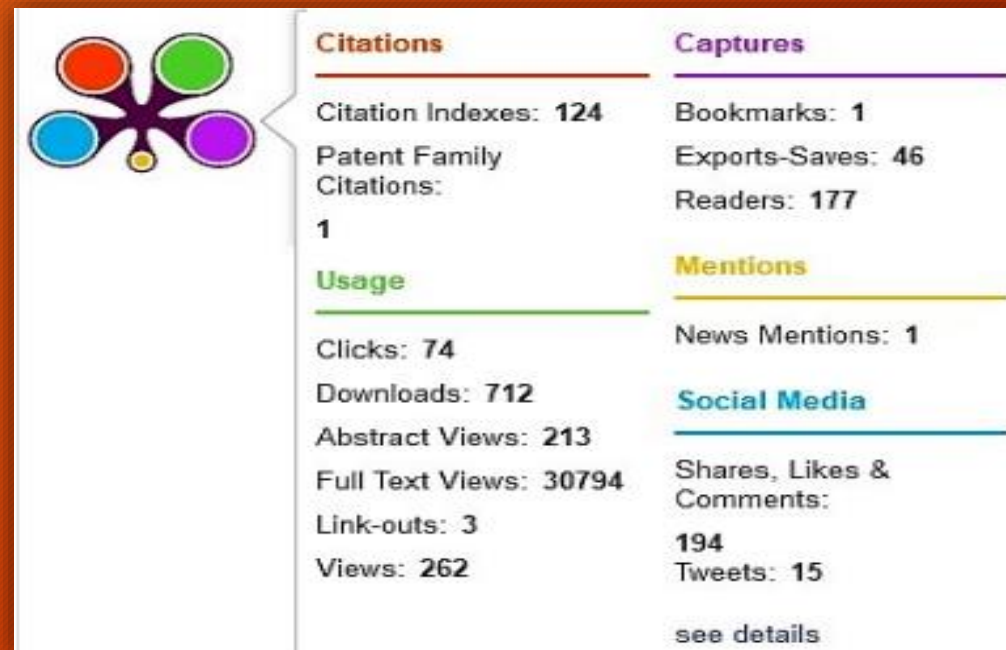 Citations
Citation Indexes: 124
Patent Family
Citations:
1
Usage
Clicks: 74
Downloads: 712
Abstract Views: 213
Full Text Views: 30794
Link-outs: 3
Views: 262
Captures
Bookmarks: 1
Exports-Saves: 46
Readers: 177
Mentions
News Mentions: 1
Social Media
Shares, Likes &
Comments:
194
Tweets: 15
see details